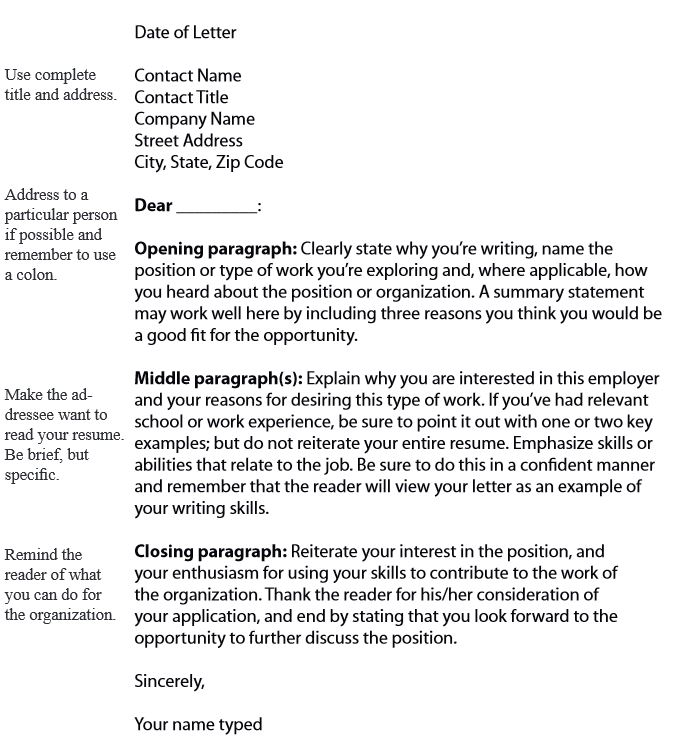 Date of Letter
Use complete
title and address.
Contact Name
Contact Title
Company Name
Street Address
City, State, Zip Code
Address to a
particular person
if possible and
remember to use
a colon.
Dear _________:
Opening paragraph: Clearly state why you’re writing, name the
position or type of work you’re exploring and, where applicable, how
you heard about the position or organization. A summary statement
may work well here by including three reasons you think you would be
a good fit for the opportunity.
Make the ad-
dressee want to
read your resume.
Be brief, but
specific.
Middle paragraph(s): Explain why you are interested in this employer
and your reasons for desiring this type of work. If you’ve had relevant
school or work experience, be sure to point it out with one or two key
examples; but do not reiterate your entire resume. Emphasize skills or
abilities that relate to the job. Be sure to do this in a confident manner
and remember that the reader will view your letter as an example of
your writing skills.
Remind the
reader of what
you can do for
the organization.
Closing paragraph: Reiterate your interest in the position, and
your enthusiasm for using your skills to contribute to the work of
the organization. Thank the reader for his/her consideration of
your application, and end by stating that you look forward to the
opportunity to further discuss the position.
Sincerely,
Your name typed